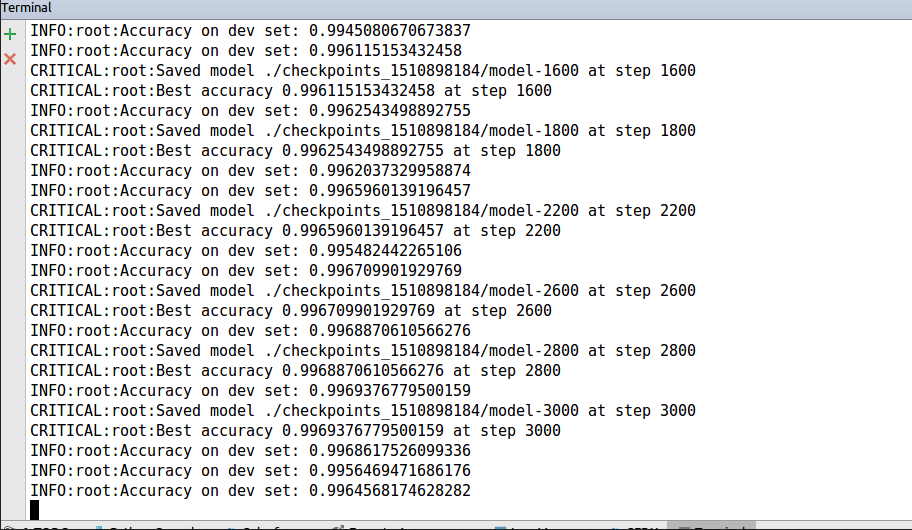 Terminal
INFO:root:Accuracy on dev set: 0.9945080670673837
INFO:root:Accuracy on dev set: 0.996115153432458
CRITICAL:root:Saved model ./checkpoints_1510898184/model-1600 at step 1600
CRITICAL:root:Best accuracy 0.996115153432458 at step 1600
INFO:root:Accuracy on dev set: 0.9962543498892755
CRITICAL:root:Saved model ./checkpoints_1510898184/model-1800 at step 1800
CRITICAL:root:Best accuracy 0.9962543498892755 at step 1800
INFO:root:Accuracy on dev set: 0.9962037329958874
INFO:root:Accuracy on dev set: 0.9965960139196457
CRITICAL:root:Saved model ./checkpoints_1510898184/model-2200 at step 2200
CRITICAL:root:Best accuracy 0.9965960139196457 at step 2200
INFO:root:Accuracy on dev set: 0.995482442265106
INFO:root:Accuracy on dev set: 0.996709901929769
CRITICAL:root:Saved model ./checkpoints_1510898184/model-2600 at step 2600
CRITICAL:root:Best accuracy 0.996709901929769 at step 2600
INFO:root:Accuracy on dev set: 0.9968870610566276
CRITICAL:root:Saved model ./checkpoints_1510898184/model-2800 at step 2800
CRITICAL:root:Best accuracy 0.9968870610566276 at step 2800
INFO:root:Accuracy on dev set: 0.9969376779500159
CRITICAL:root:Saved model ./checkpoints_1510898184/model-3000 at step 3000
CRITICAL:root:Best accuracy 0.9969376779500159 at step 3000
INFO:root:Accuracy on dev set: 0.9968617526099336
INFO:root:Accuracy on dev set: 0.9956469471686176
INFO:root:Accuracy on dev set: 0.9964568174628282